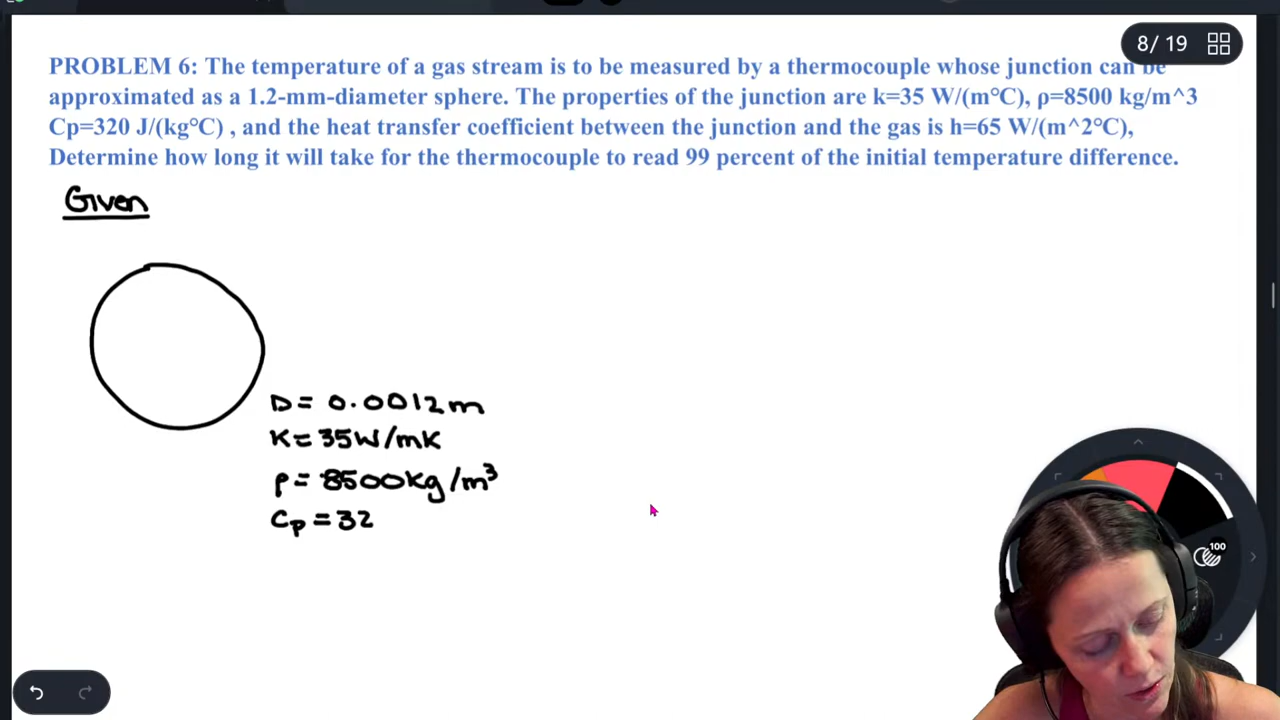 8/ 19
PROBLEM 6: The temperature of a gas stream is to be measured by a thermocouple whose junction can be
approximated as a 1.2-mm-diameter sphere. The properties of the junction are k=35 W/(m℃), ρ=8500 kg/m^3
Cp=320 J/(kg℃) , and the heat transfer coefficient between the junction and the gas is h=65 W/(m^2℃),
Determine how long it will take for the thermocouple to read 99 percent of the initial temperature difference.
Given
D = 0.0012m
K = 35W/mK
ρ = 8500kg/m³
Cp = 32
100